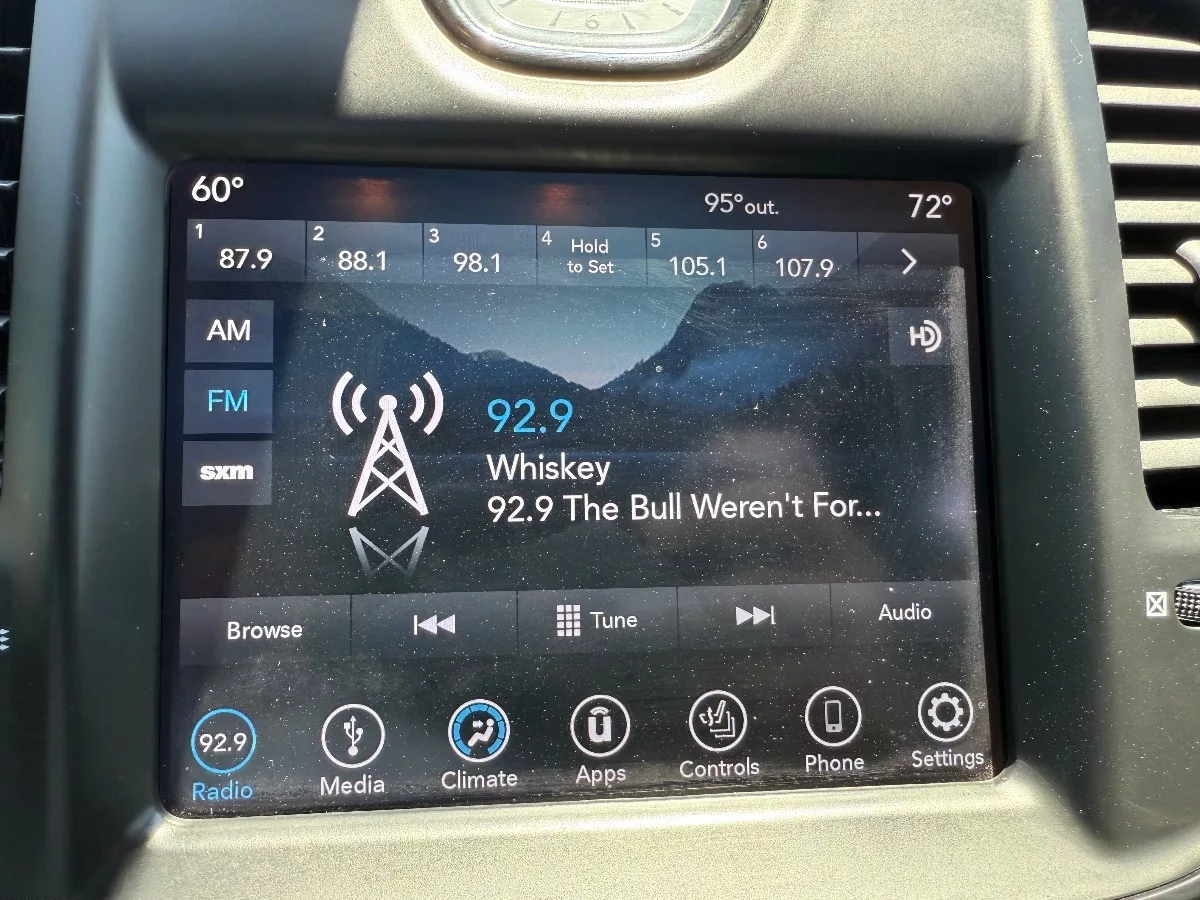 6
60°
95° out.
72°
1 87.9
2 88.1
3 98.1
4 Hold to Set
5 105.1
6 107.9
AM
HD
FM
92.9
sxm
Whiskey
92.9 The Bull Weren't For...
Browse
Tune
Audio
92.9
u
Radio
Media
Climate
Apps
Controls
Phone
Settings